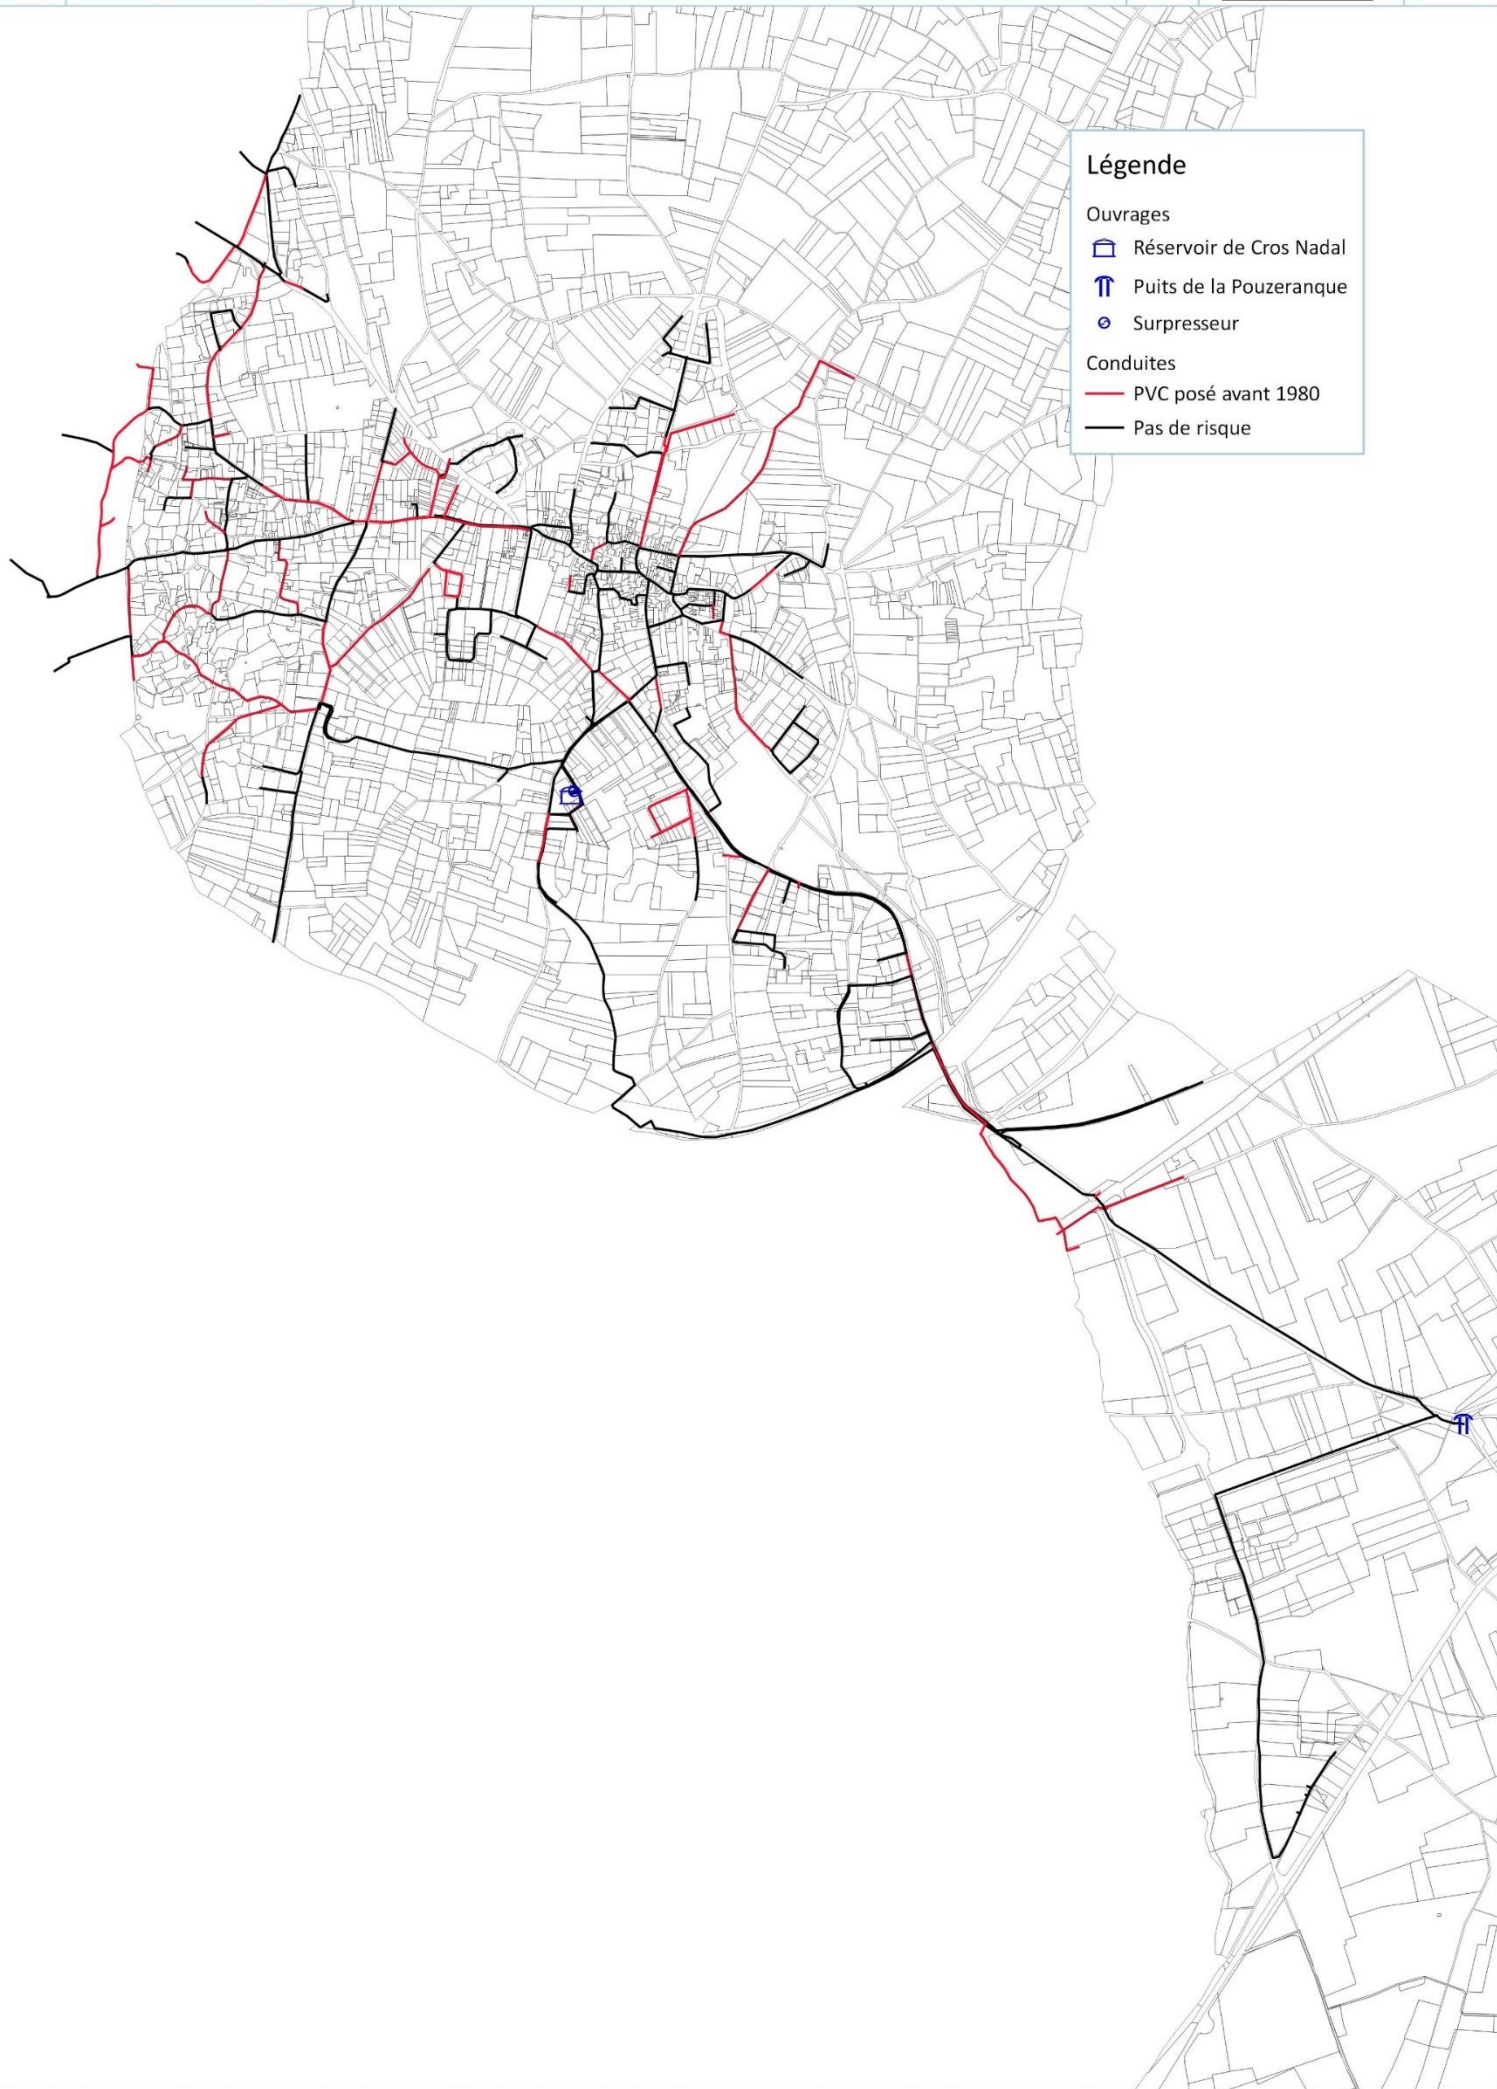 Légende
Ouvrages
Réservoir de Cros Nadal
Puits de la Pouzeranque
Surpresseur
Conduites
PVC posé avant 1980
Pas de risque